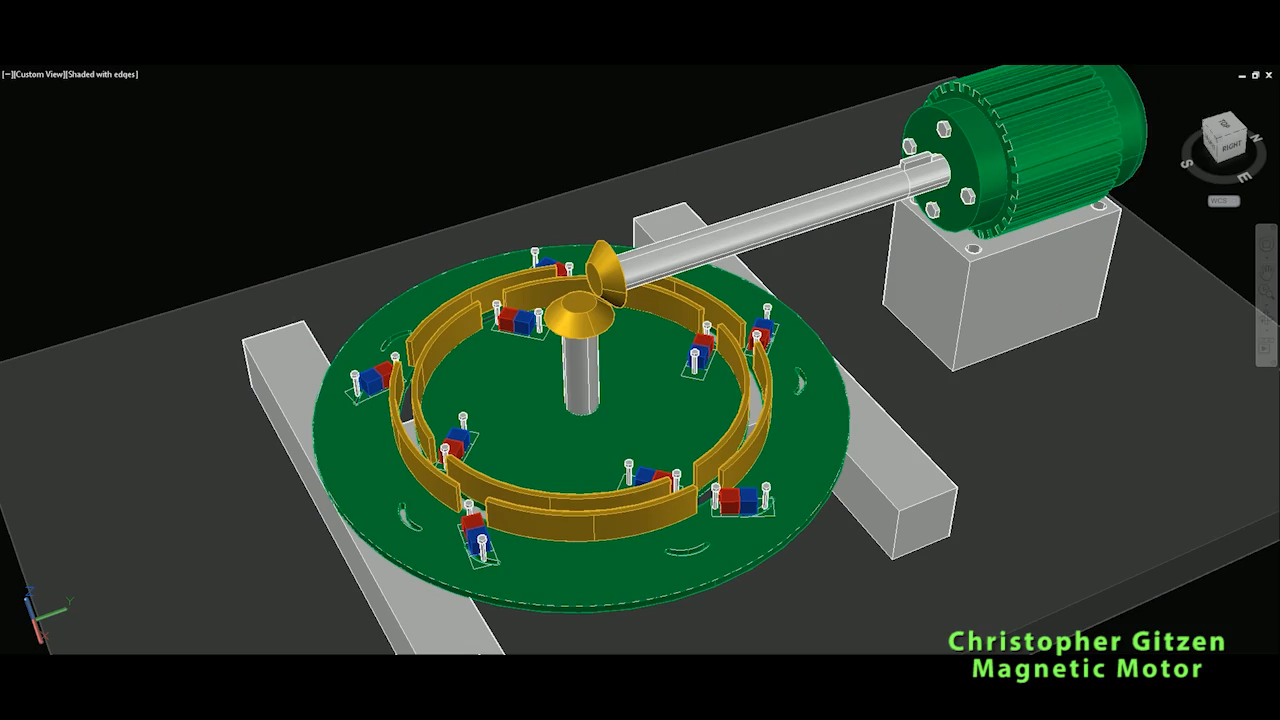 [−][Custom View][Shaded with edges]
TOP
RIGHT
N
S
E
WCS
Z
Y
X
Christopher Gitzen
Magnetic Motor